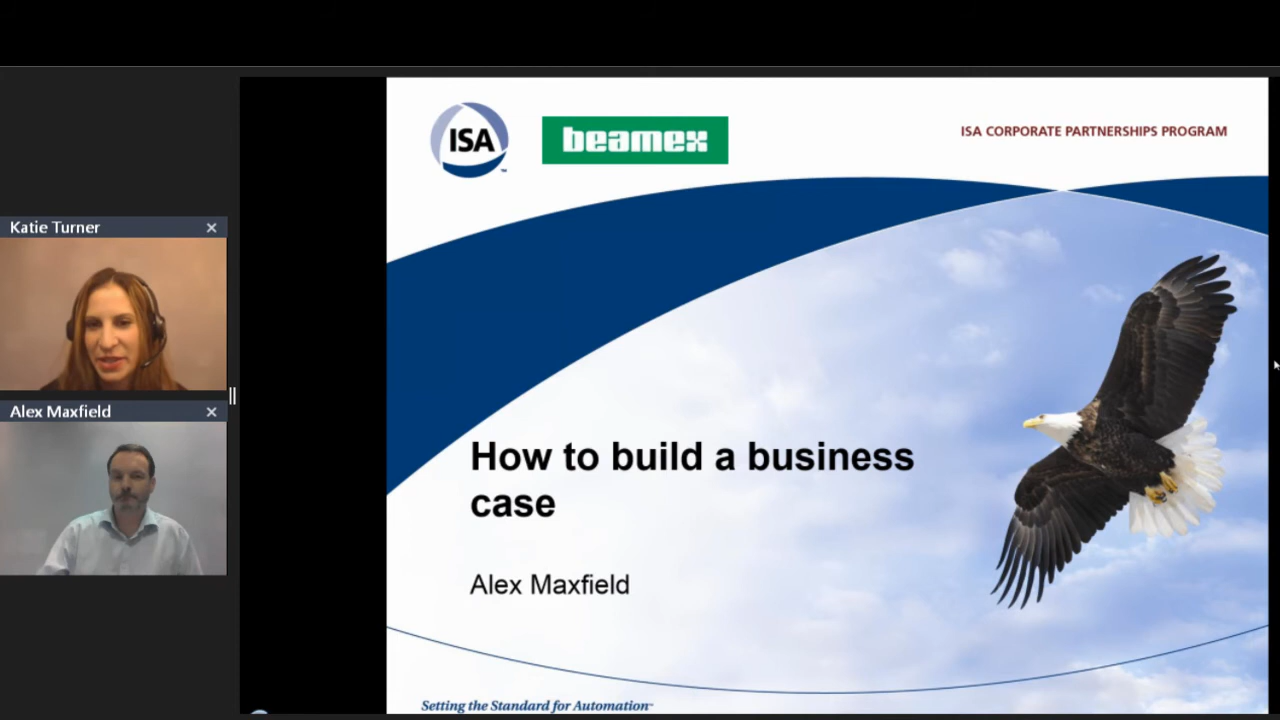 Katie Turner
Alex Maxfield
ISA
beamex
ISA CORPORATE PARTNERSHIPS PROGRAM
How to build a business
case
Alex Maxfield
Setting the Standard for Automation™